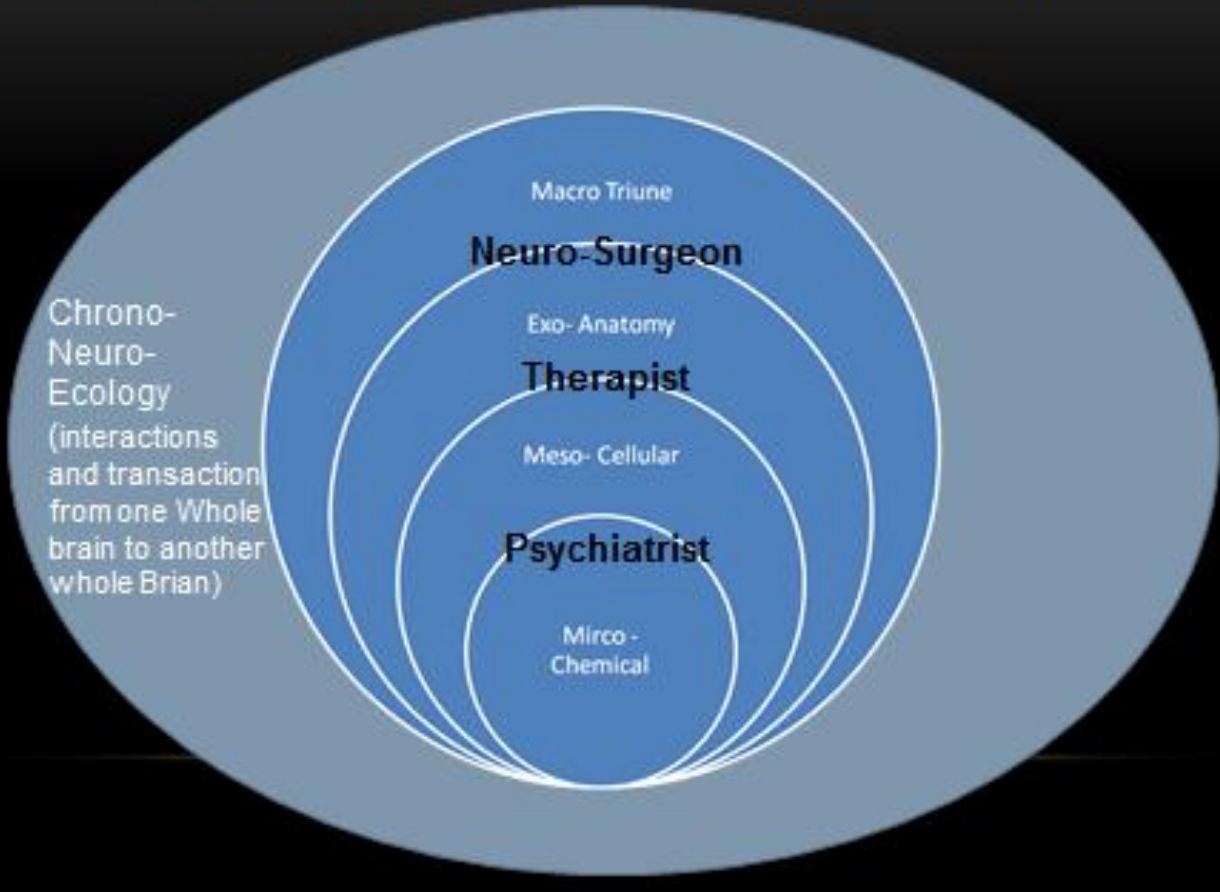 Macro Triune
Neuro-Surgeon
Exo- Anatomy
Therapist
Meso- Cellular
Psychiatrist
Mirco -
Chemical
Chrono-
Neuro-
Ecology
(interactions
and transaction
from one Whole
brain to another
whole Brian)